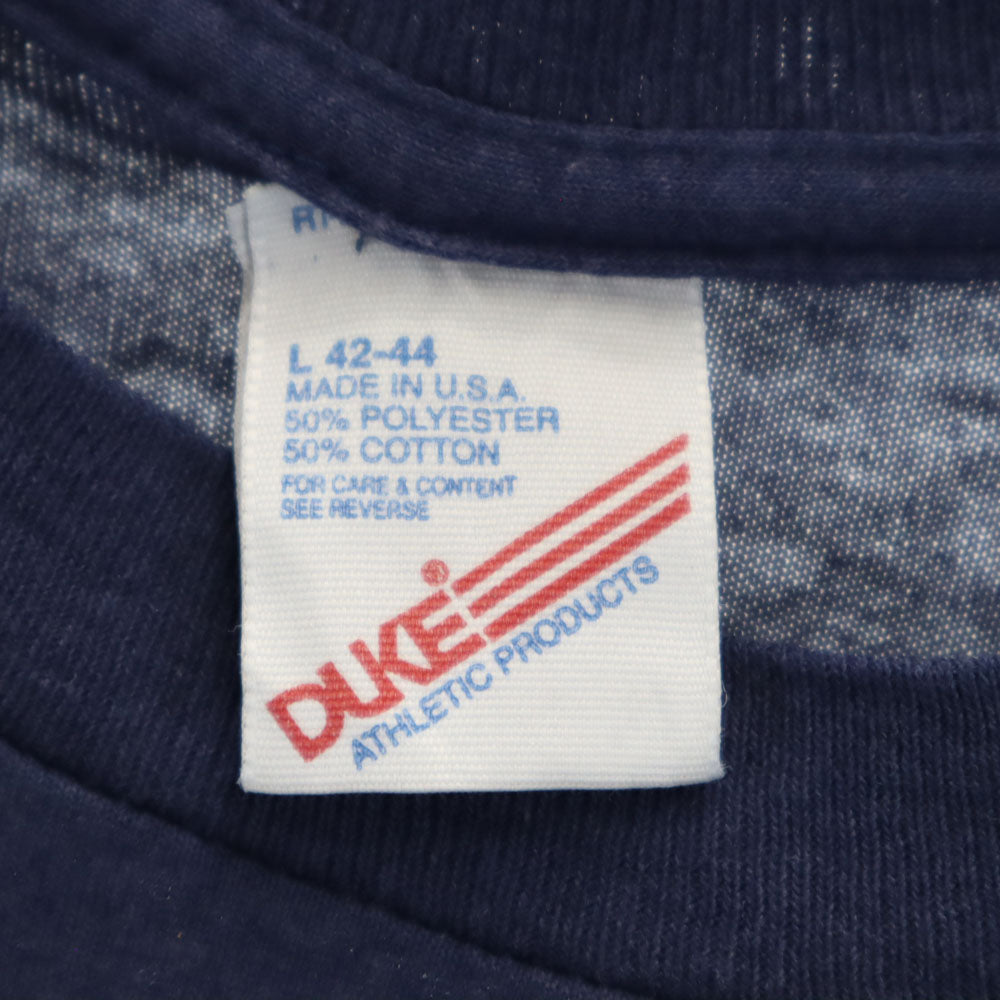 L 42-44
MADE IN U.S.A.
50% POLYESTER
50% COTTON
FOR CARE & CONTENT
SEE REVERSE
DUKE®
ATHLETIC PRODUCTS